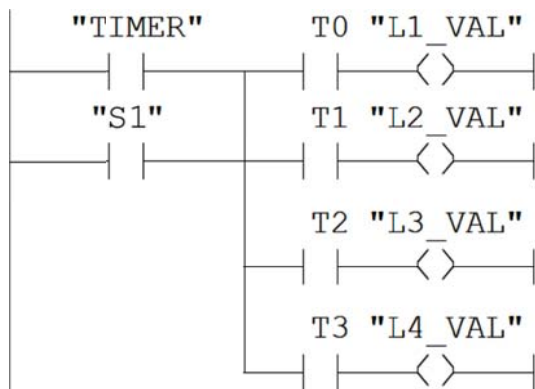 "TIMER" T0 "L1_VAL"
"S1" T1 "L2_VAL"
T2 "L3_VAL"
T3 "L4_VAL"